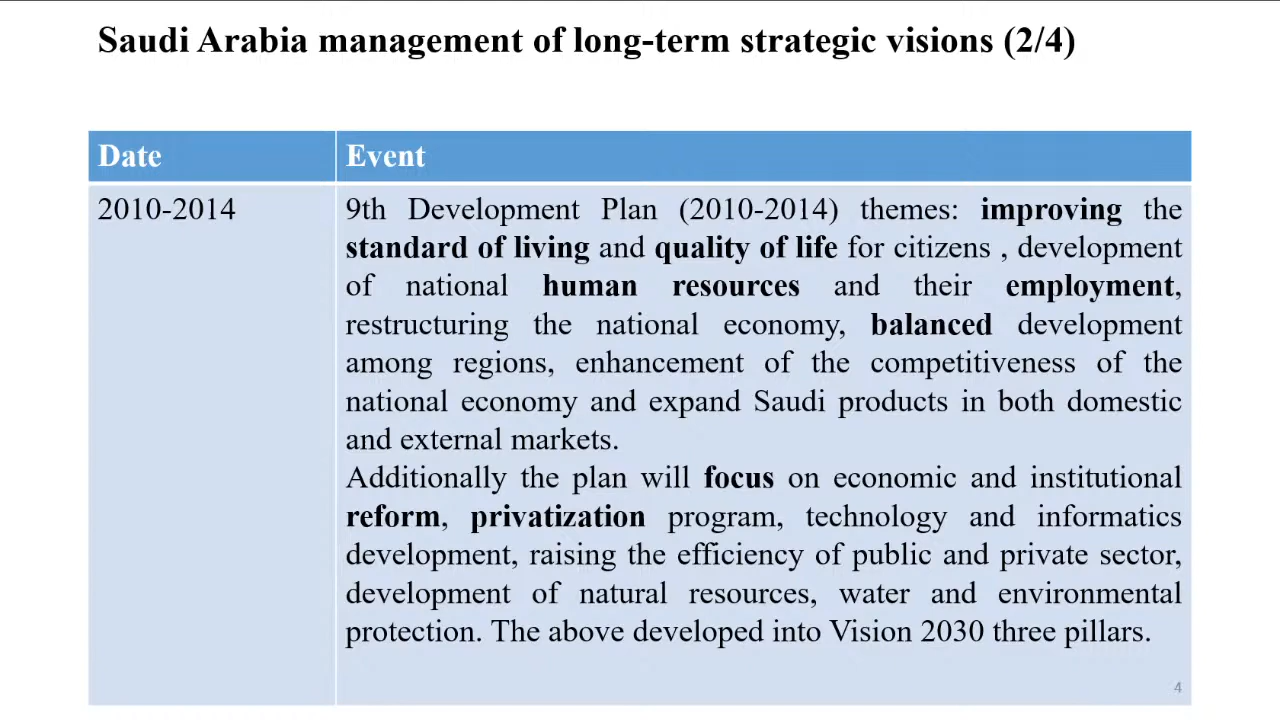 Saudi Arabia management of long-term strategic visions (2/4)
Date
Event
2010-2014
9th Development Plan (2010-2014) themes: improving the
standard of living and quality of life for citizens , development
of national human resources and their employment,
restructuring the national economy, balanced development
among regions, enhancement of the competitiveness of the
national economy and expand Saudi products in both domestic
and external markets.
Additionally the plan will focus on economic and institutional
reform, privatization program, technology and informatics
development, raising the efficiency of public and private sector,
development of natural resources, water and environmental
protection. The above developed into Vision 2030 three pillars.
4